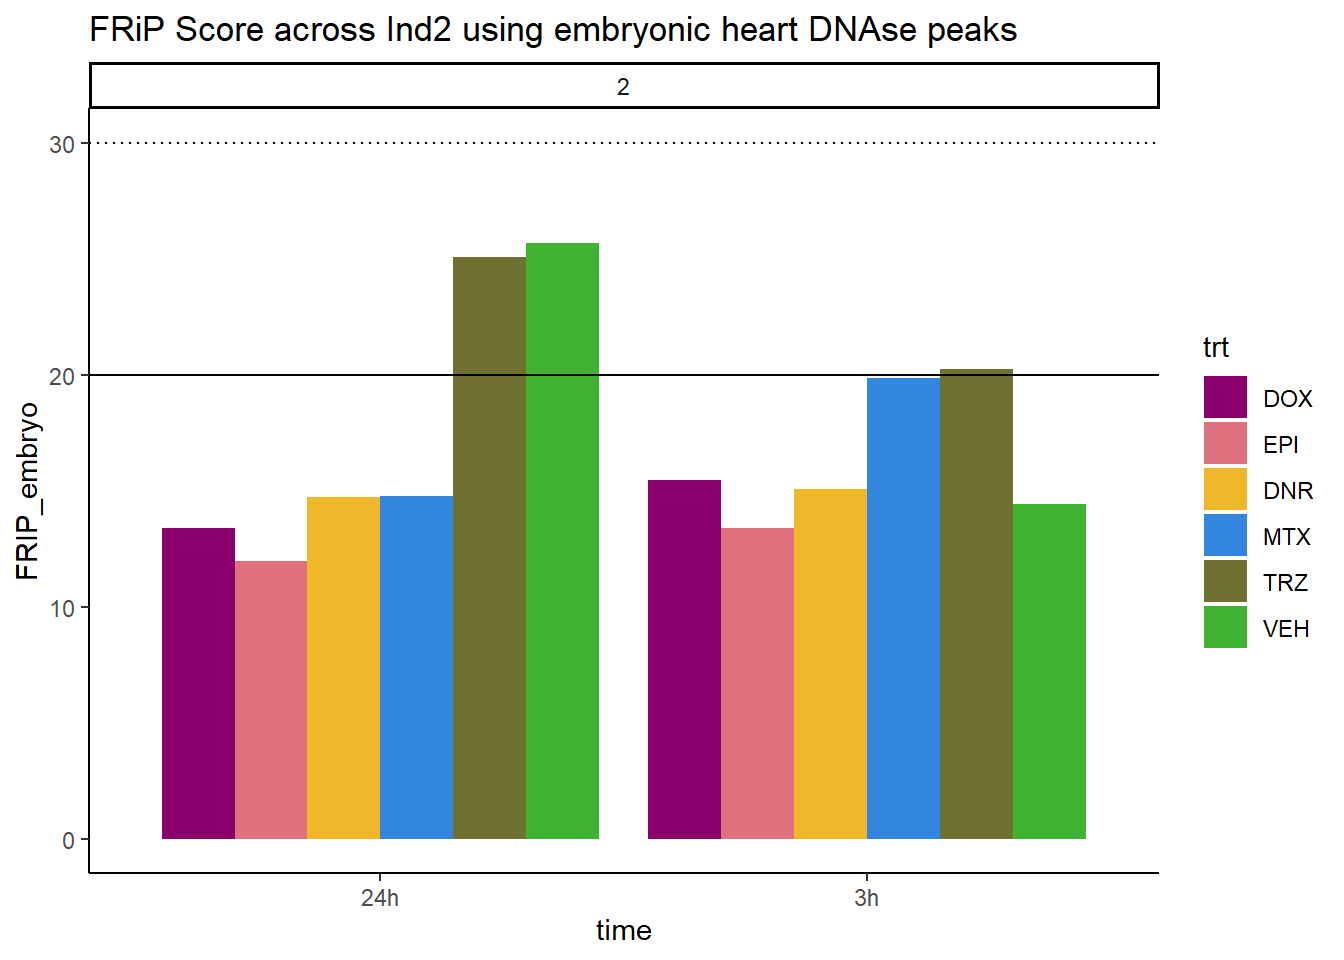 FRiP Score across Ind2 using embryonic heart DNAse peaks
2
30
20
10
0
FRIP_embryo
24h
3h
time
trt
DOX
EPI
DNR
MTX
TRZ
VEH